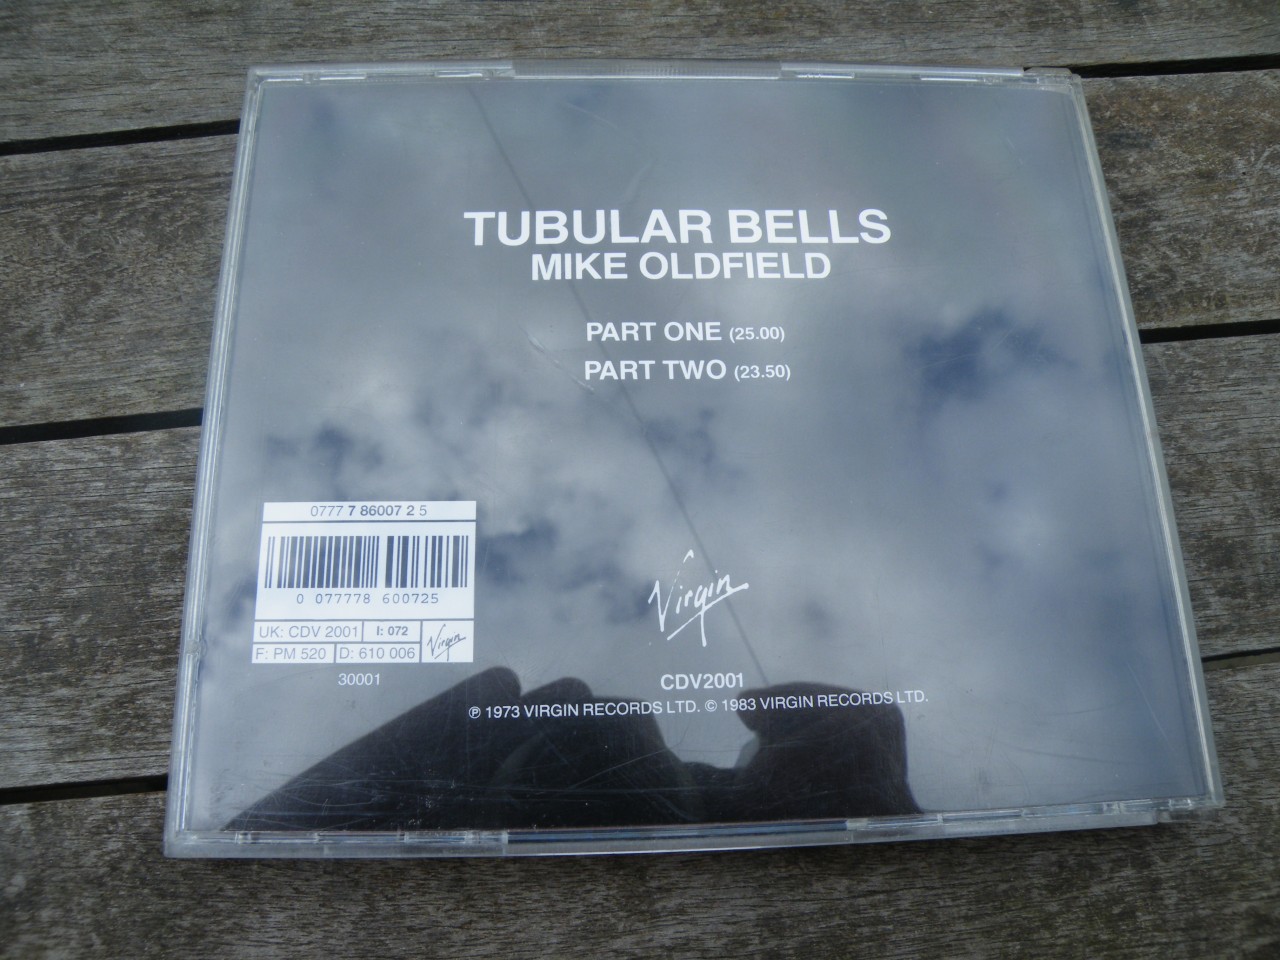 TUBULAR BELLS
MIKE OLDFIELD
PART ONE (25.00)
PART TWO (23.50)
0777 7 86007 2 5
0 077778 600725
UK: CDV 2001 I: 072
F: PM 520 D: 610 006 Virgin
30001
Virgin
CDV2001
℗ 1973 VIRGIN RECORDS LTD. © 1983 VIRGIN RECORDS LTD.